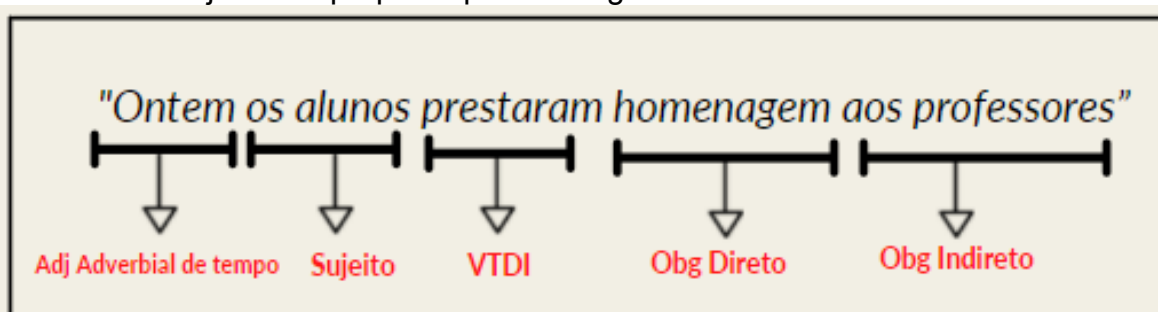 "Ontem os alunos prestaram homenagem aos professores”
Adj Adverbial de tempo Sujeito VTDI Obg Direto Obg Indireto